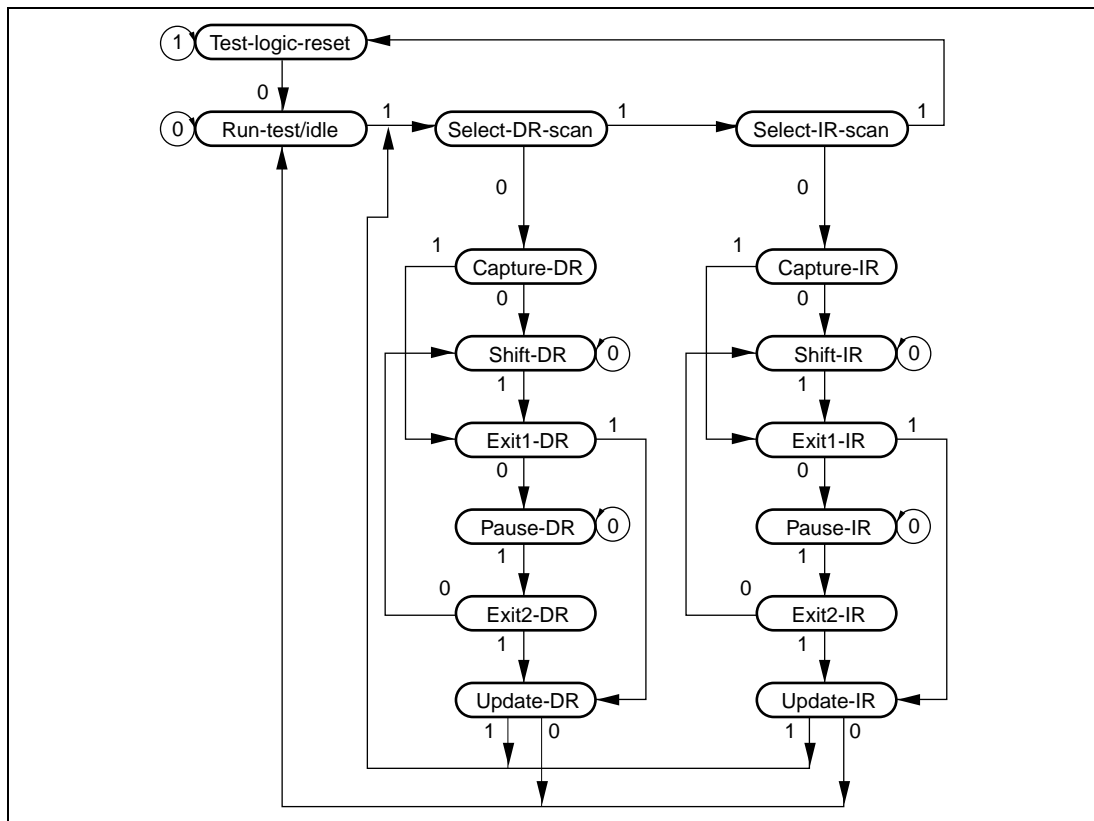 1 Test-logic-reset
0
0 Run-test/idle 1 Select-DR-scan 1 Select-IR-scan 1
0 0
1 1
Capture-DR Capture-IR
0 0
Shift-DR 0 Shift-IR 0
1 1
Exit1-DR 1 Exit1-IR 1
0 0
Pause-DR 0 Pause-IR 0
1 1
0 0
Exit2-DR Exit2-IR
1 1
Update-DR Update-IR
1 0 1 0